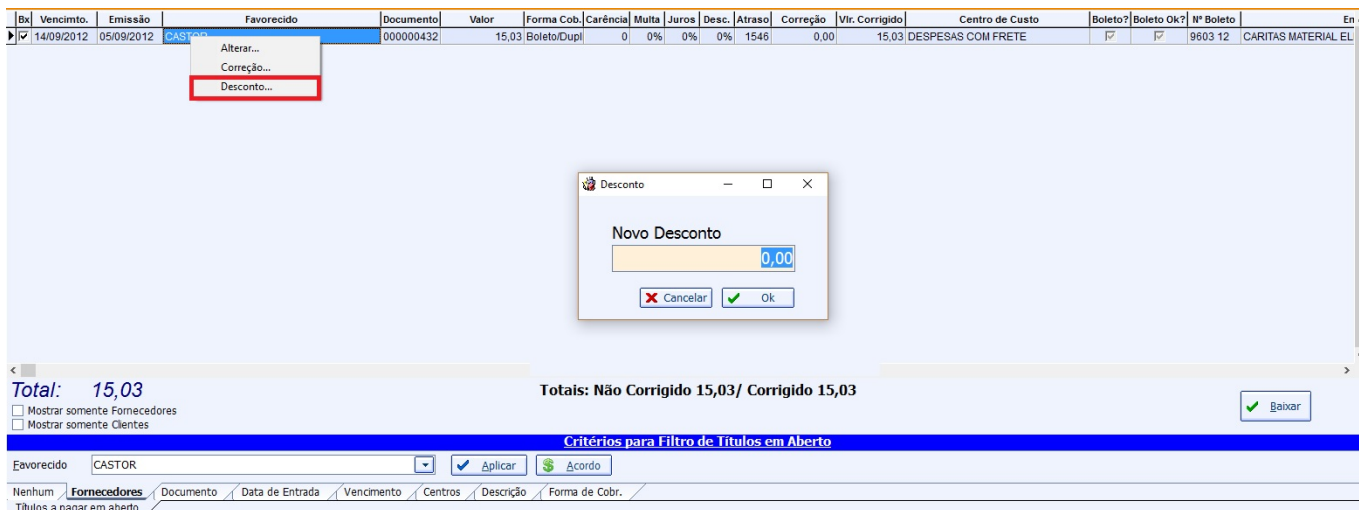 Bx Vencimto. Emissão Favorecido Documento Valor Forma Cob. Carência Multa Juros Desc. Atraso Correção Vlr. Corrigido Centro de Custo Boleto? Boleto Ok? Nº Boleto En
14/09/2012 05/09/2012 CASTOR 000000432 15,03 Boleto/Dupl 0 0% 0% 0% 1546 0,00 15,03 DESPESAS COM FRETE 9603 12 CARITAS MATERIAL EL
Alterar...
Correção...
Desconto...
Desconto
Novo Desconto
0,00
Cancelar Ok
Total: 15,03 Totais: Não Corrigido 15,03/ Corrigido 15,03
Mostrar somente Fornecedores
Mostrar somente Clientes
Baixar
Critérios para Filtro de Títulos em Aberto
Favorecido CASTOR Aplicar Acordo
Nenhum Fornecedores Documento Data de Entrada Vencimento Centros Descrição Forma de Cobr.
Títulos a pagar em aberto